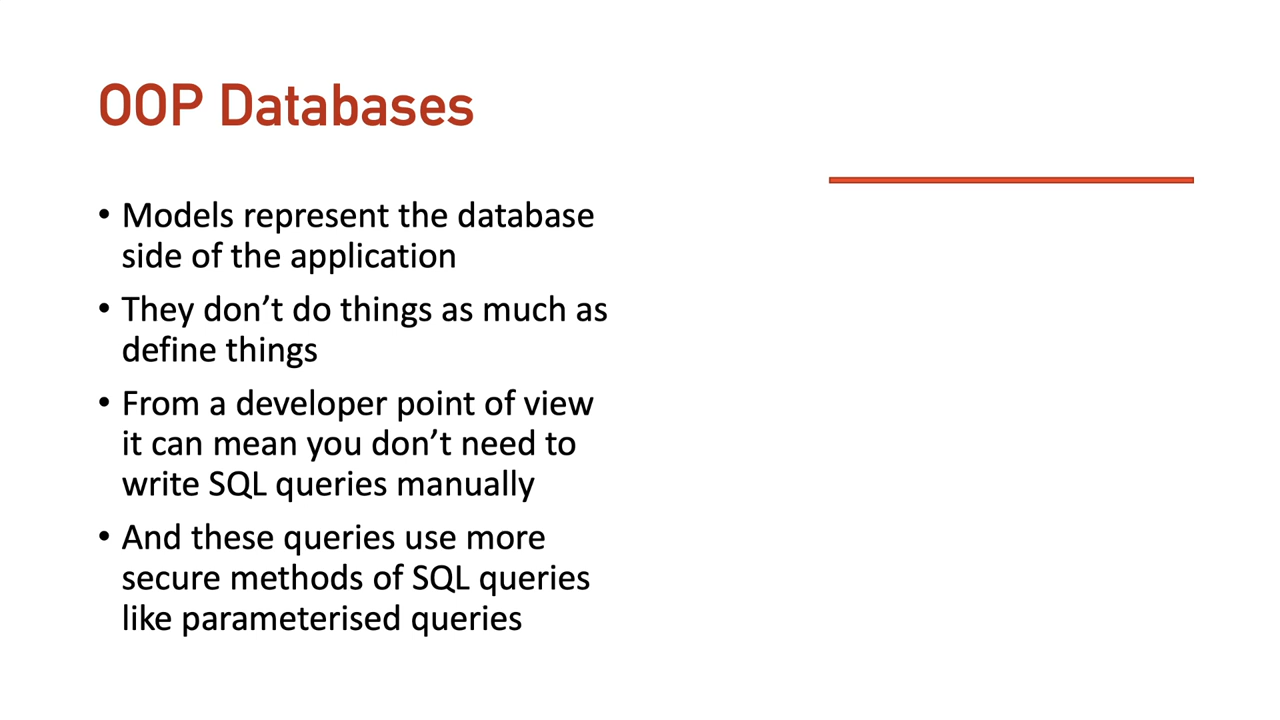 OOP Databases
• Models represent the database
side of the application
• They don’t do things as much as
define things
• From a developer point of view
it can mean you don’t need to
write SQL queries manually
• And these queries use more
secure methods of SQL queries
like parameterised queries